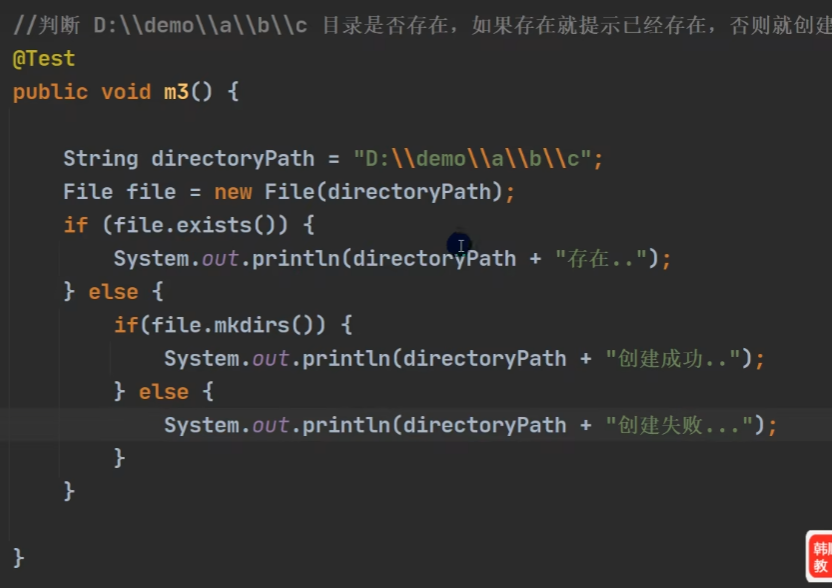 //判断 D:\\demo\\a\\b\\c 目录是否存在，如果存在就提示已经存在，否则就创建
@Test
public void m3() {
    String directoryPath = "D:\\demo\\a\\b\\c";
    File file = new File(directoryPath);
    if (file.exists()) {
        System.out.println(directoryPath + "存在..");
    } else {
        if(file.mkdirs()) {
            System.out.println(directoryPath + "创建成功..");
        } else {
            System.out.println(directoryPath + "创建失败...");
        }
    }
}
教